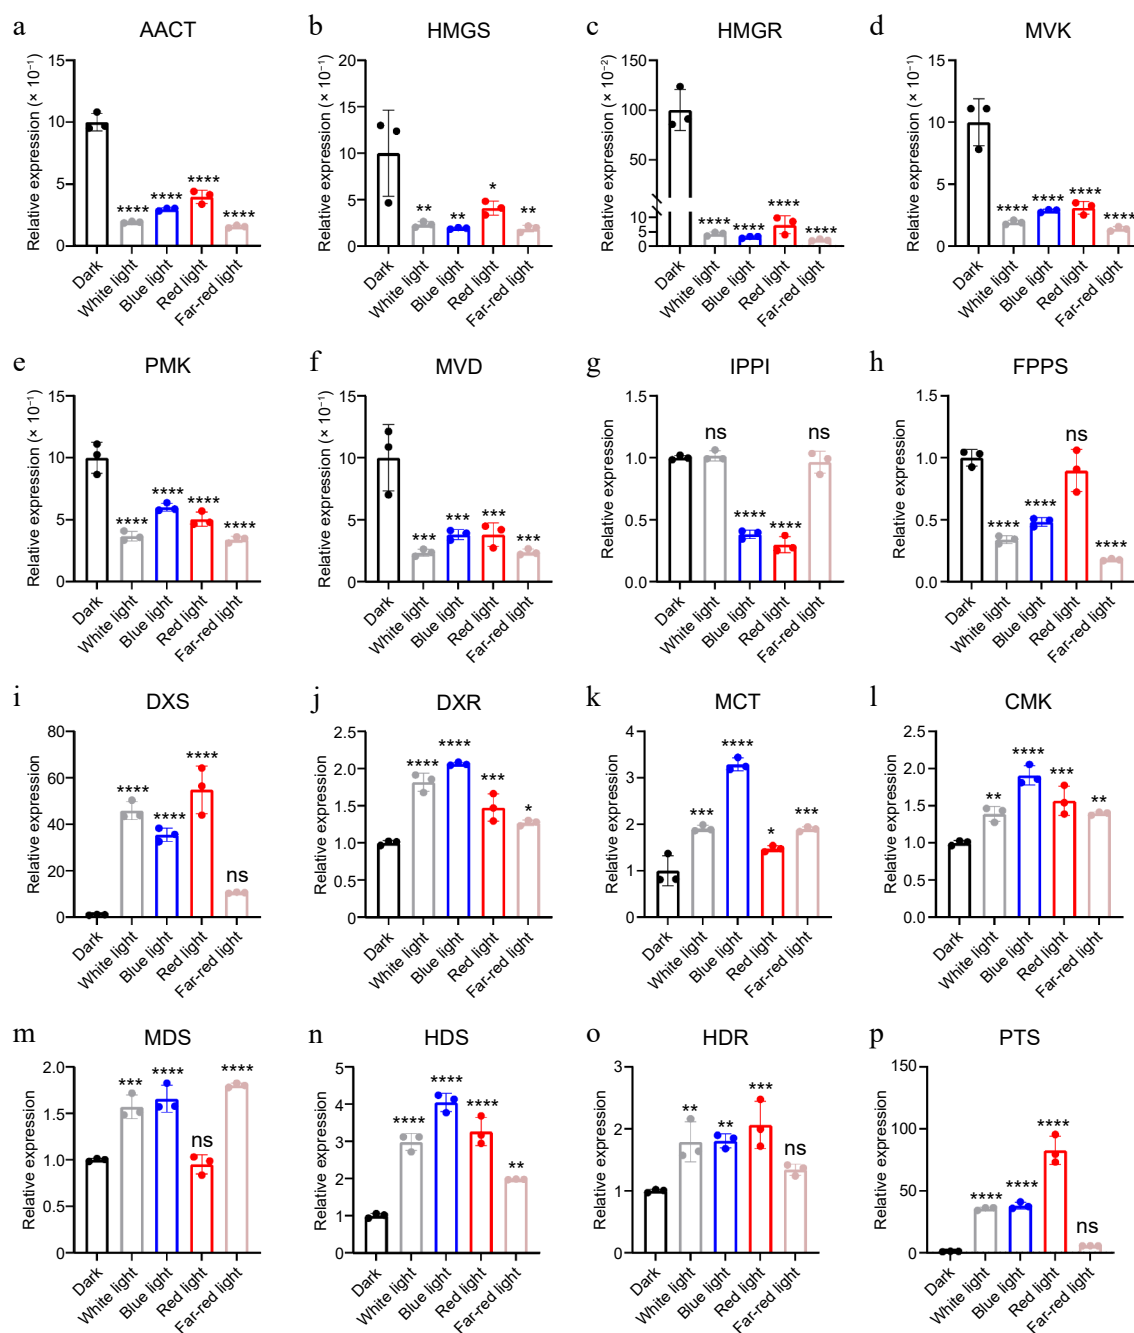 a AACT
Relative expression (× 10⁻¹)
15
10
5
0
**** **** **** ****
Dark White light Blue light Red light Far-red light
b HMGS
Relative expression (× 10⁻¹)
20
15
10
5
0
** ** * **
Dark White light Blue light Red light Far-red light
c HMGR
Relative expression (× 10⁻²)
150
100
50
10
5
0
**** **** **** ****
Dark White light Blue light Red light Far-red light
d MVK
Relative expression (× 10⁻¹)
15
10
5
0
**** **** **** ****
Dark White light Blue light Red light Far-red light
e PMK
Relative expression (× 10⁻¹)
15
10
5
0
**** **** **** ****
Dark White light Blue light Red light Far-red light
f MVD
Relative expression (× 10⁻¹)
15
10
5
0
*** *** *** ***
Dark White light Blue light Red light Far-red light
g IPPI
Relative expression
1.5
1.0
0.5
0.0
ns **** **** ns
Dark White light Blue light Red light Far-red light
h FPPS
Relative expression
1.5
1.0
0.5
0.0
**** **** ns ****
Dark White light Blue light Red light Far-red light
i DXS
Relative expression
80
60
40
20
0
**** **** **** ns
Dark White light Blue light Red light Far-red light
j DXR
Relative expression
2.5
2.0
1.5
1.0
0.5
0.0
**** **** *** *
Dark White light Blue light Red light Far-red light
k MCT
Relative expression
4
3
2
1
0
*** **** * ***
Dark White light Blue light Red light Far-red light
l CMK
Relative expression
2.5
2.0
1.5
1.0
0.5
0.0
** **** *** **
Dark White light Blue light Red light Far-red light
m MDS
Relative expression
2.0
1.5
1.0
0.5
0.0
*** **** ns ****
Dark White light Blue light Red light Far-red light
n HDS
Relative expression
5
4
3
2
1
0
**** **** **** **
Dark White light Blue light Red light Far-red light
o HDR
Relative expression
3
2
1
0
** ** *** ns
Dark White light Blue light Red light Far-red light
p PTS
Relative expression
150
100
50
0
**** **** **** ns
Dark White light Blue light Red light Far-red light